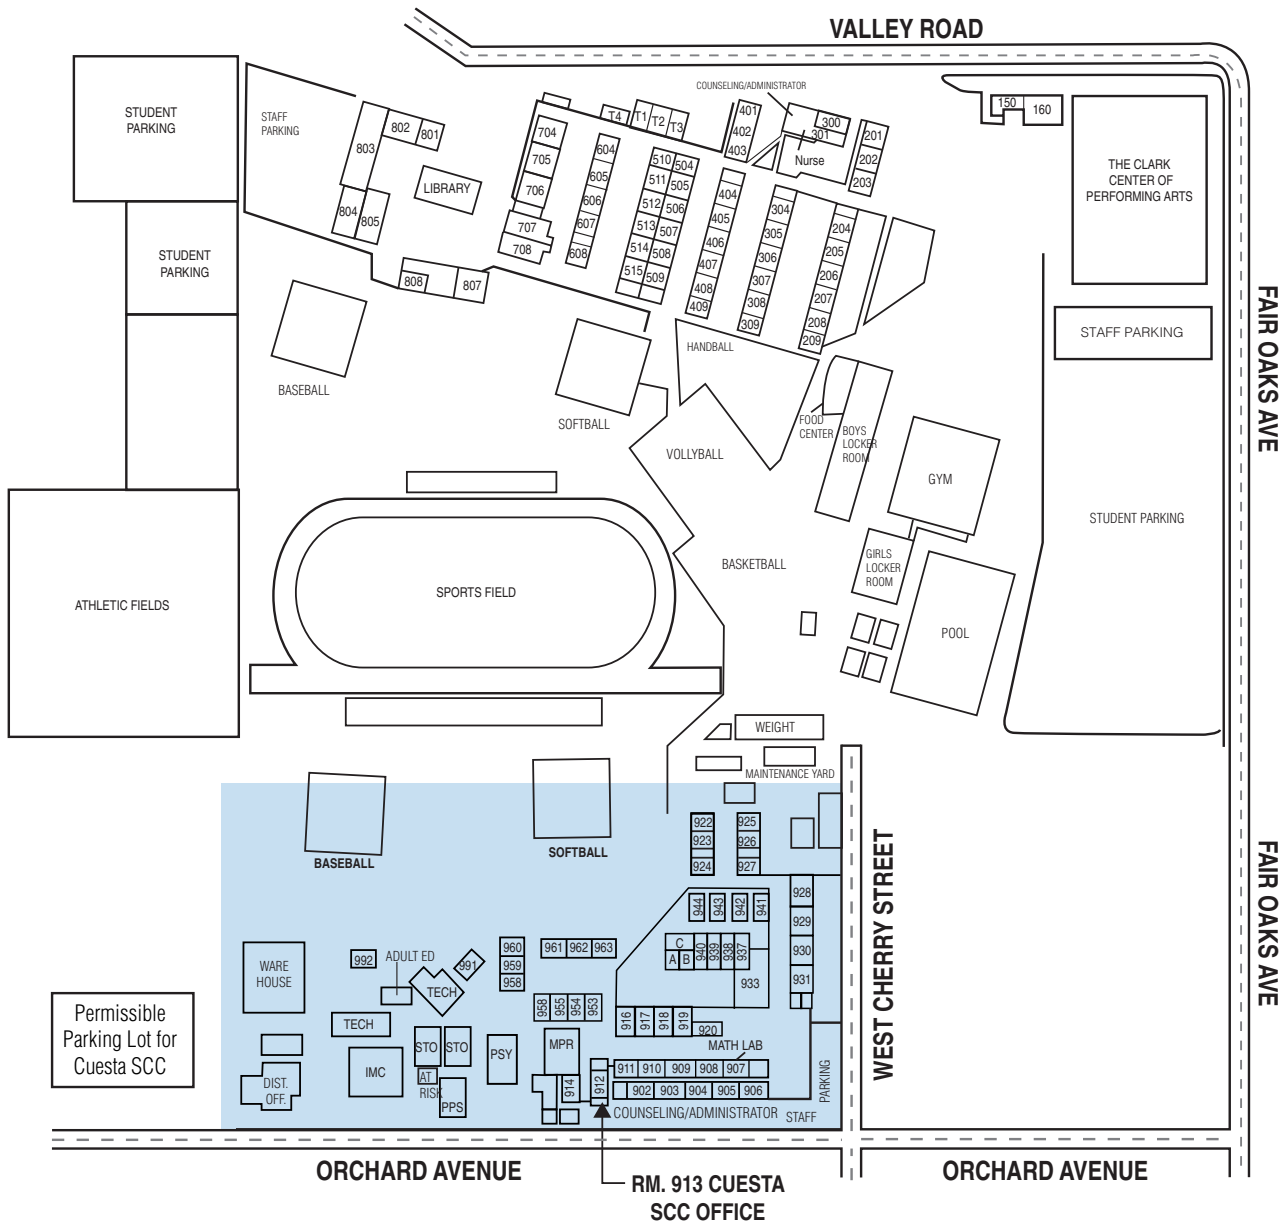 VALLEY ROAD
COUNSELING/ADMINISTRATOR
STUDENT
PARKING
STAFF
PARKING
802
801
803
804
805
LIBRARY
704
705
706
707
708
T4
T1
T2
T3
604
605
606
607
608
510
504
511
505
512
506
513
507
514
508
515
509
401
402
403
404
405
406
407
408
409
300
301
Nurse
201
202
203
304
305
306
307
308
309
204
205
206
207
208
209
150
160
THE CLARK
CENTER OF
PERFORMING ARTS
STUDENT
PARKING
808
807
FAIR OAKS AVE
STAFF PARKING
HANDBALL
BASEBALL
SOFTBALL
FOOD
CENTER
BOYS
LOCKER
ROOM
VOLLYBALL
GYM
STUDENT PARKING
BASKETBALL
GIRLS
LOCKER
ROOM
ATHLETIC FIELDS
SPORTS FIELD
POOL
WEIGHT
MAINTENANCE YARD
BASEBALL
SOFTBALL
922
923
924
925
926
927
WEST CHERRY STREET
FAIR OAKS AVE
928
929
930
931
944
943
942
941
C
A
B
940
939
938
937
933
960
959
958
961
962
963
992
ADULT ED
991
TECH
WARE
HOUSE
958
955
954
953
916
917
918
919
920
Permissible
Parking Lot for
Cuesta SCC
TECH
STO
STO
PSY
MPR
MATH LAB
911
910
909
908
907
912
914
902
903
904
905
906
IMC
DIST.
OFF.
AT
RISK
PPS
COUNSELING/ADMINISTRATOR
STAFF
PARKING
ORCHARD AVENUE
ORCHARD AVENUE
RM. 913 CUESTA
SCC OFFICE